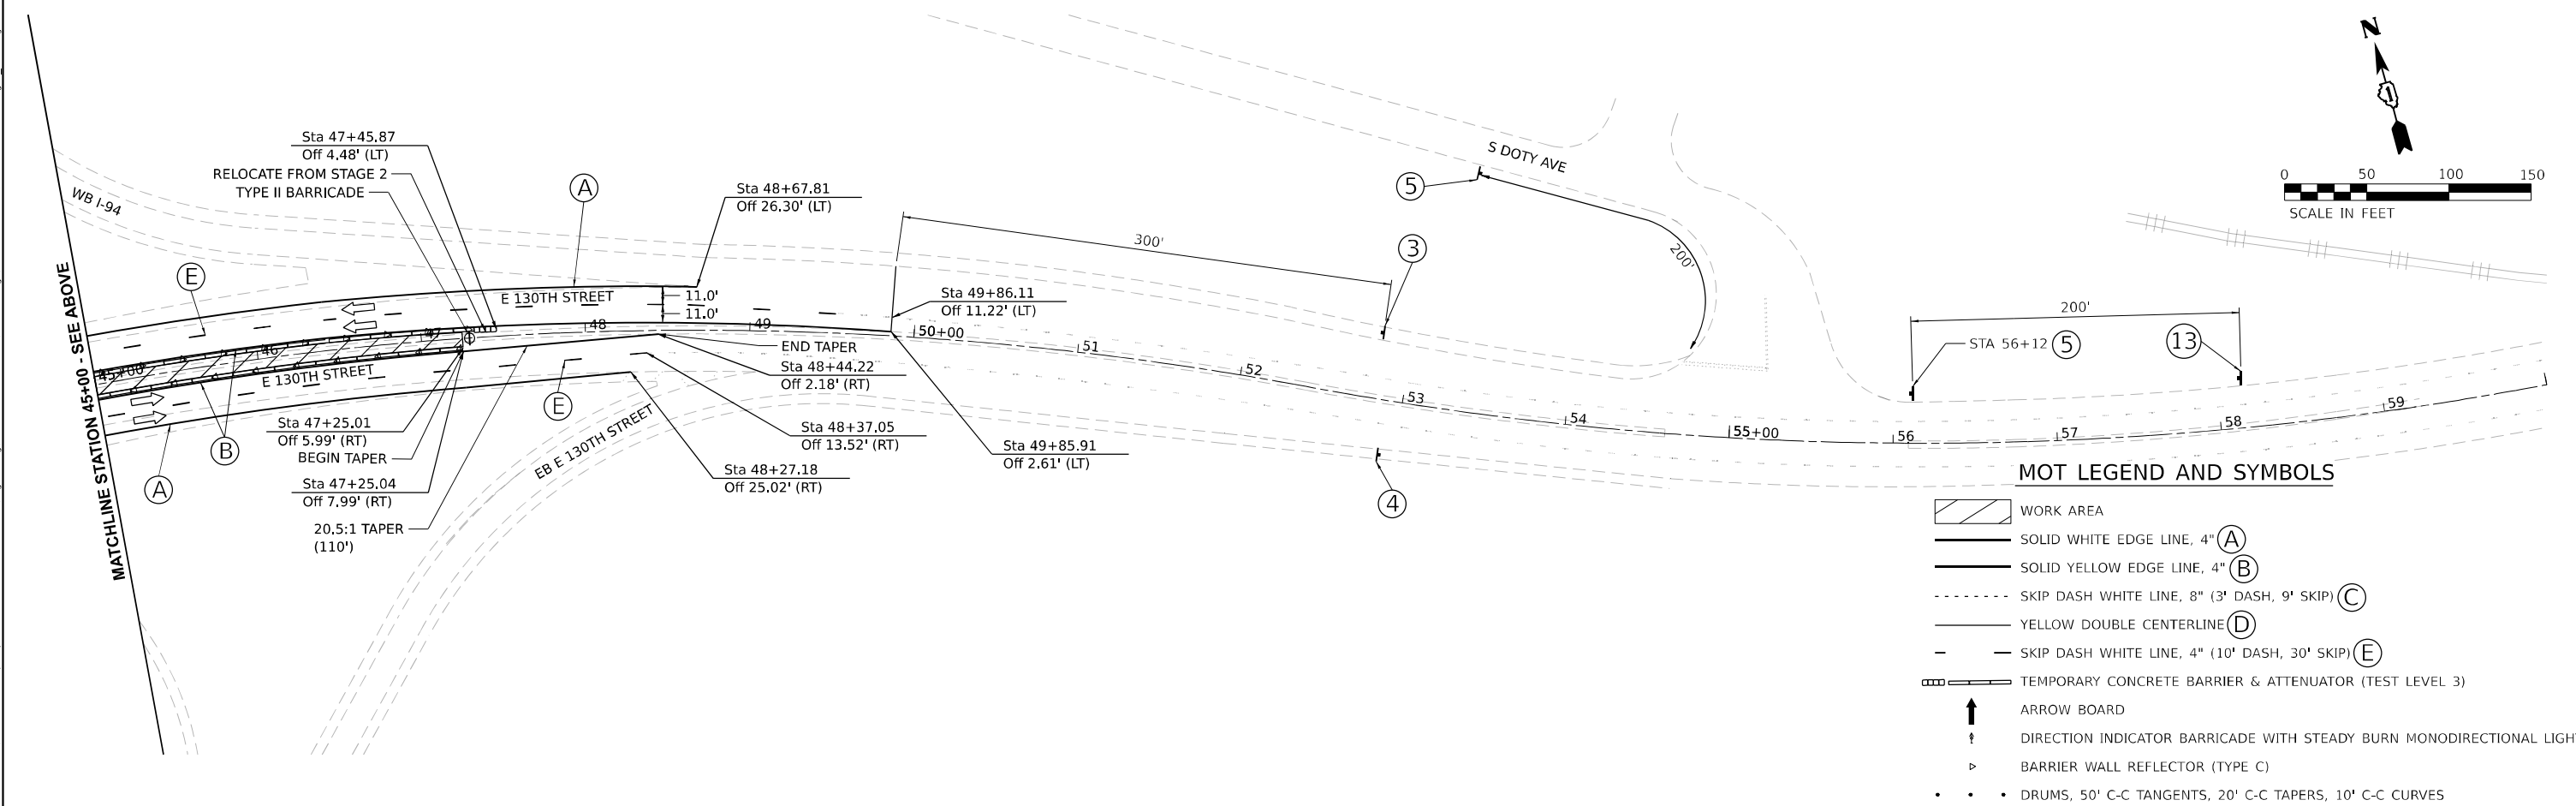 N
1
0 50 100 150
SCALE IN FEET
S DOTY AVE
5
3
300'
200'
Sta 47+45.87
Off 4.48' (LT)
RELOCATE FROM STAGE 2
TYPE II BARRICADE
WB I-94
A
Sta 48+67.81
Off 26.30' (LT)
E
E 130TH STREET
11.0'
11.0'
Sta 49+86.11
Off 11.22' (LT)
200'
STA 56+12 5
13
MATCHLINE STATION 45+00 - SEE ABOVE
45+00
46
47
48
49
50+00
51
52
53
54
55+00
56
57
58
59
E 130TH STREET
END TAPER
Sta 48+44.22
Off 2.18' (RT)
E
EB E 130TH STREET
Sta 47+25.01
Off 5.99' (RT)
BEGIN TAPER
B
A
Sta 47+25.04
Off 7.99' (RT)
20.5:1 TAPER
(110')
Sta 48+37.05
Off 13.52' (RT)
Sta 48+27.18
Off 25.02' (RT)
Sta 49+85.91
Off 2.61' (LT)
4
MOT LEGEND AND SYMBOLS
WORK AREA
SOLID WHITE EDGE LINE, 4" A
SOLID YELLOW EDGE LINE, 4" B
SKIP DASH WHITE LINE, 8" (3' DASH, 9' SKIP) C
YELLOW DOUBLE CENTERLINE D
SKIP DASH WHITE LINE, 4" (10' DASH, 30' SKIP) E
TEMPORARY CONCRETE BARRIER & ATTENUATOR (TEST LEVEL 3)
ARROW BOARD
DIRECTION INDICATOR BARRICADE WITH STEADY BURN MONODIRECTIONAL LIGH
BARRIER WALL REFLECTOR (TYPE C)
DRUMS, 50' C-C TANGENTS, 20' C-C TAPERS, 10' C-C CURVES